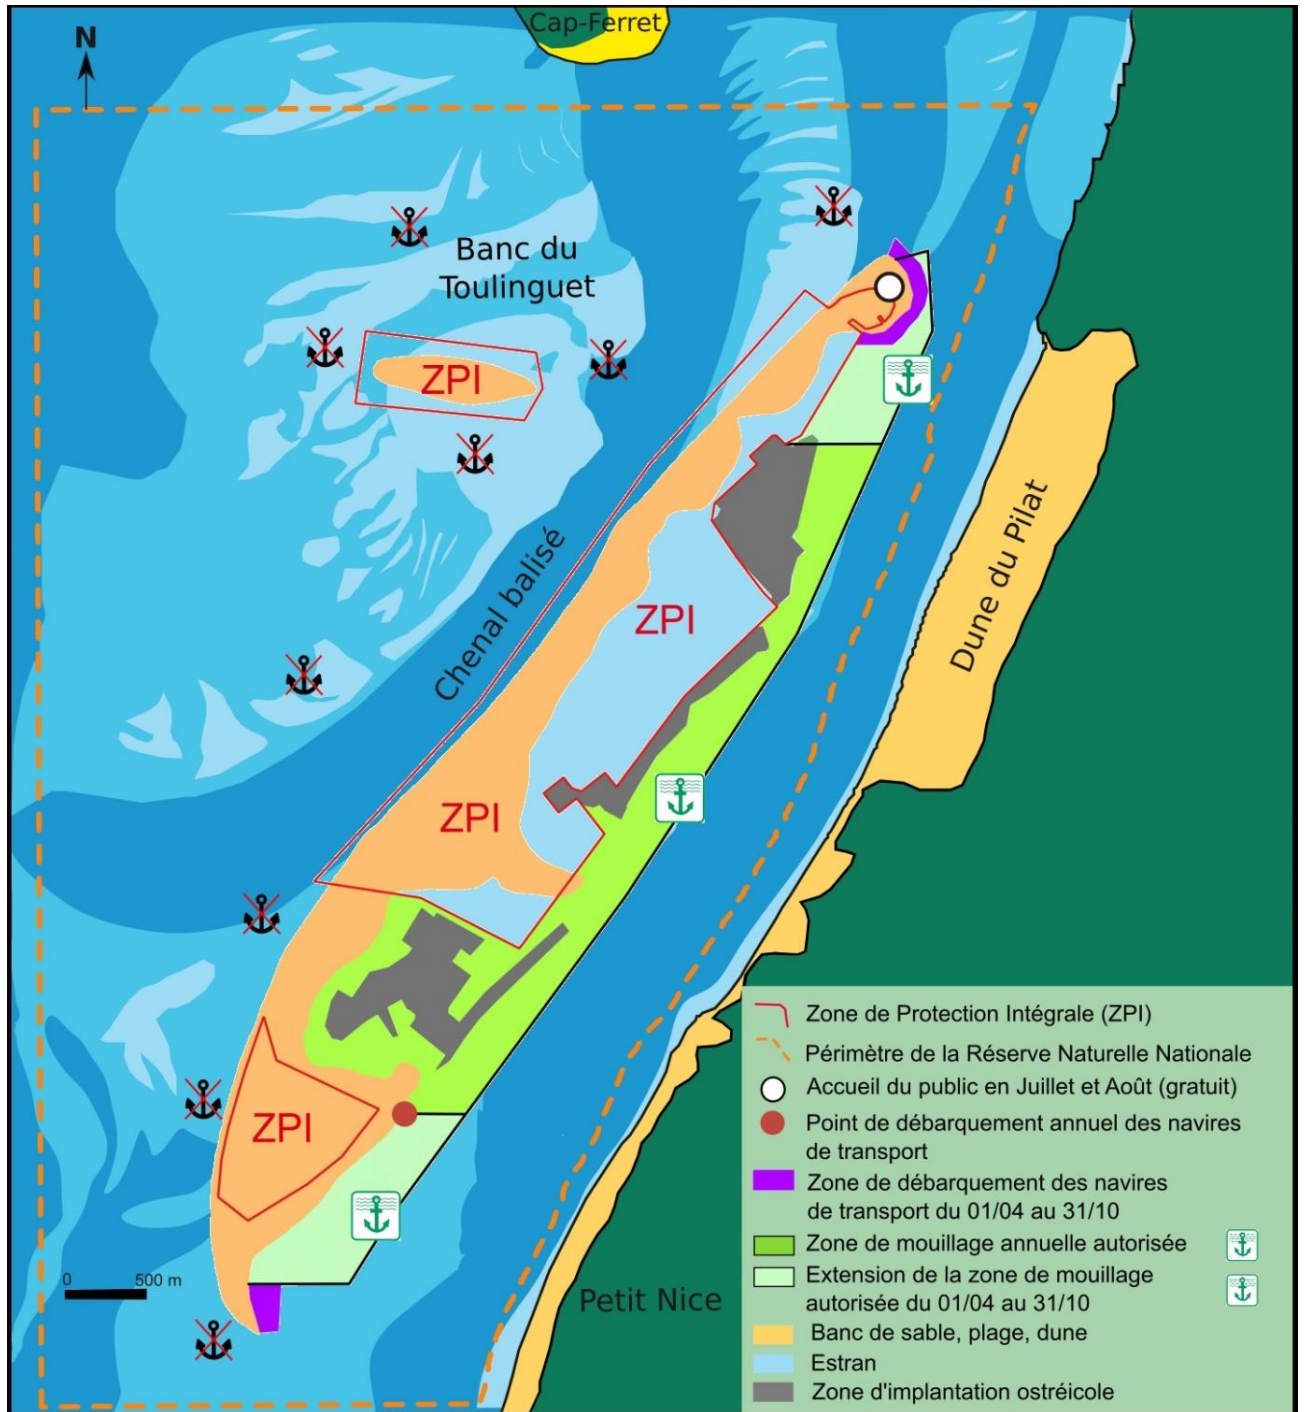 Cap-Ferret
N
Banc du
Toulinguet
ZPI
Chenal balisé
ZPI
Dune du Pilat
ZPI
ZPI
0 500 m
Petit Nice
Zone de Protection Intégrale (ZPI)
Périmètre de la Réserve Naturelle Nationale
Accueil du public en Juillet et Août (gratuit)
Point de débarquement annuel des navires
de transport
Zone de débarquement des navires
de transport du 01/04 au 31/10
Zone de mouillage annuelle autorisée
Extension de la zone de mouillage
autorisée du 01/04 au 31/10
Banc de sable, plage, dune
Estran
Zone d'implantation ostréicole